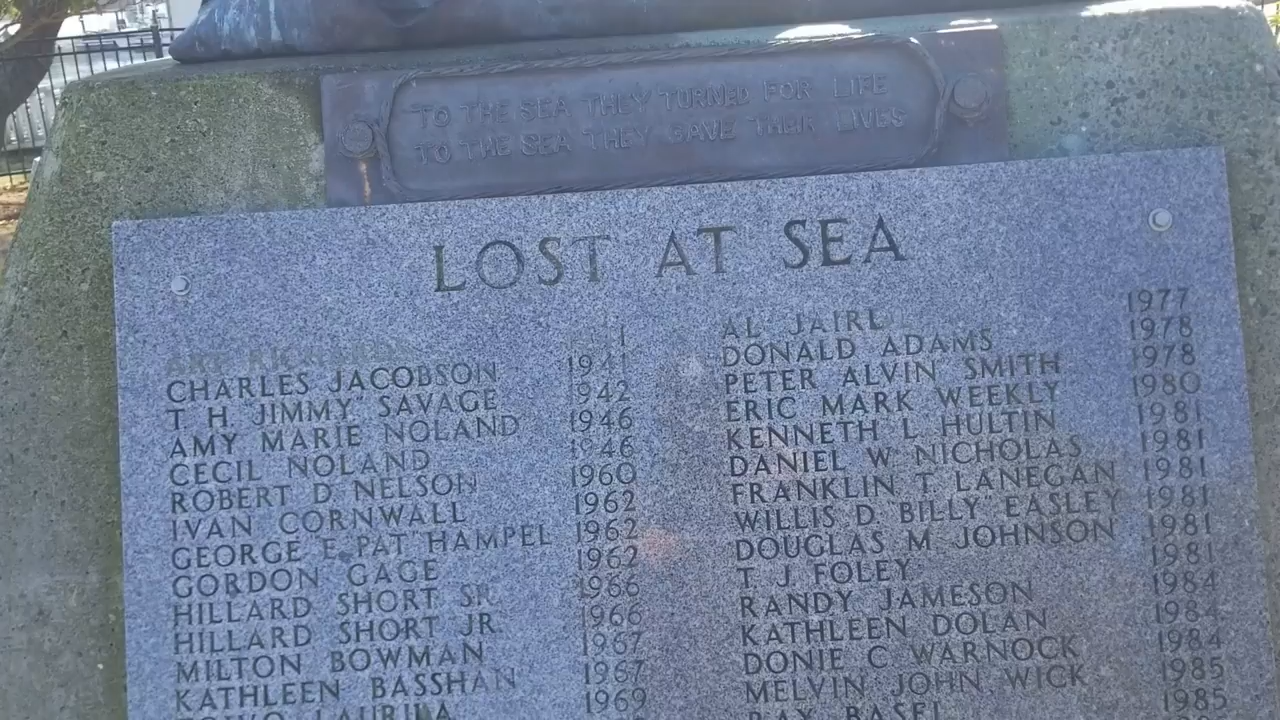 TO THE SEA THEY TURNED FOR LIFE
TO THE SEA THEY GAVE THEIR LIVES
LOST AT SEA
CHARLES JACOBSON 1941
T. H "JIMMY" SAVAGE 1942
AMY MARIE NOLAND 1946
CECIL NOLAND 1946
ROBERT D NELSON 1960
IVAN CORNWALL 1962
GEORGE E "PAT" HAMPEL 1962
GORDON GAGE 1962
HILLARD SHORT SR 1966
HILLARD SHORT JR 1966
MILTON BOWMAN 1967
KATHLEEN BASSHAN 1967
TOIVO LAURILA 1969
AL 1977
DONALD ADAMS 1978
PETER ALVIN SMITH 1978
ERIC MARK WEEKLY 1980
KENNETH L HULTIN 1981
DANIEL W NICHOLAS 1981
FRANKLIN T. LANEGAN 1981
WILLIS D "BILLY" EASLEY 1981
DOUGLAS M JOHNSON 1981
T. J FOLEY 1981
RANDY JAMESON 1984
KATHLEEN DOLAN 1984
DONIE C WARNOCK 1984
MELVIN JOHN WICK 1985
RAY BASEL 1985